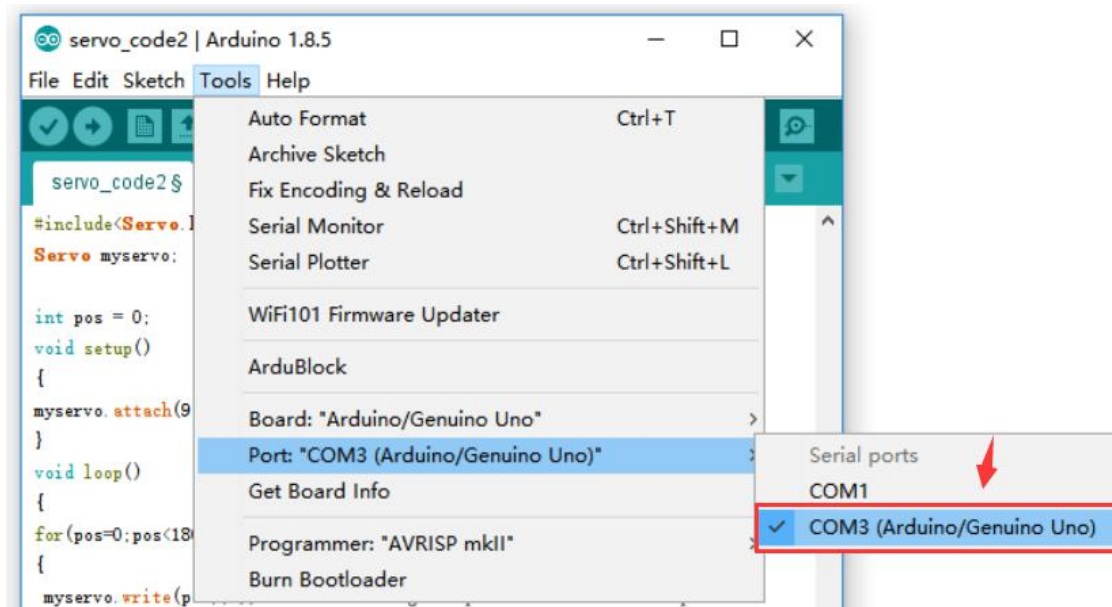 servo_code2 | Arduino 1.8.5
File Edit Sketch Tools Help
servo_code2 §
#include<Servo.
Servo myservo;
int pos = 0;
void setup()
{
myservo.attach(9
}
void loop()
{
for(pos=0;pos<18
{
myservo.write(p
Auto Format Ctrl+T
Archive Sketch
Fix Encoding & Reload
Serial Monitor Ctrl+Shift+M
Serial Plotter Ctrl+Shift+L
WiFi101 Firmware Updater
ArduBlock
Board: "Arduino/Genuino Uno"
Port: "COM3 (Arduino/Genuino Uno)"
Get Board Info
Programmer: "AVRISP mkII"
Burn Bootloader
Serial ports
COM1
COM3 (Arduino/Genuino Uno)